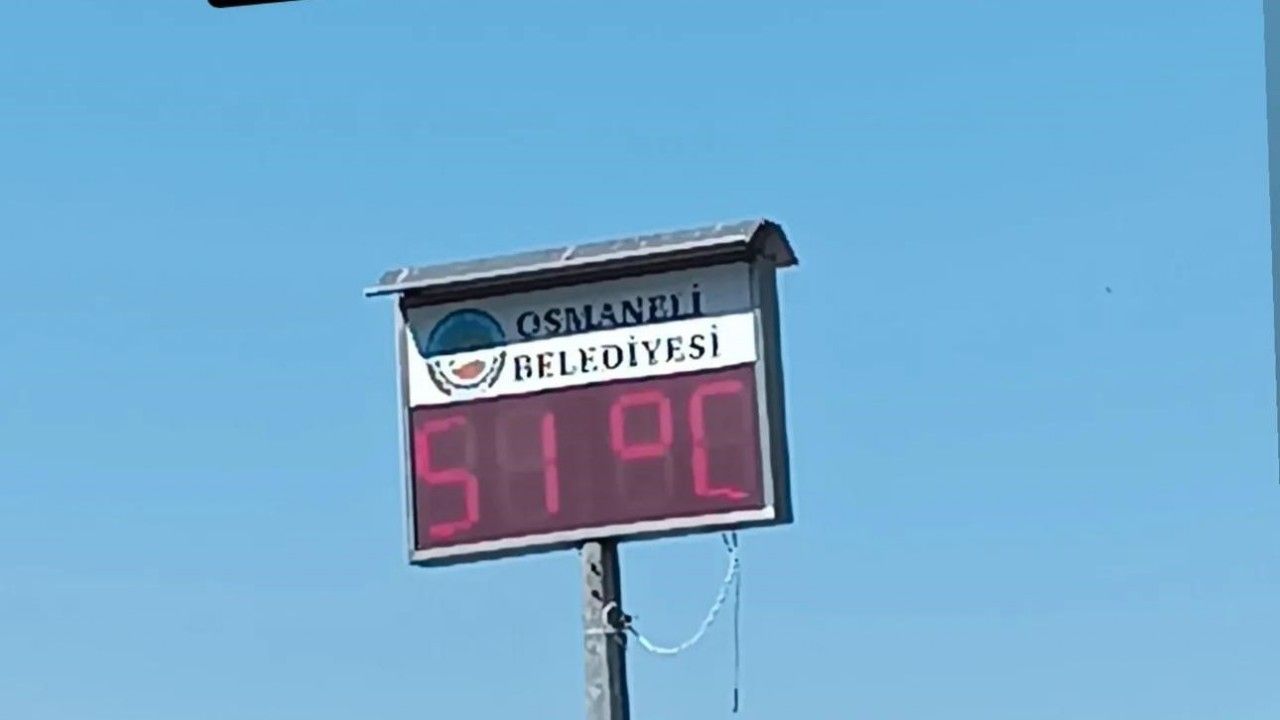 OSMANELİ
BELEDİYESİ
51 °C